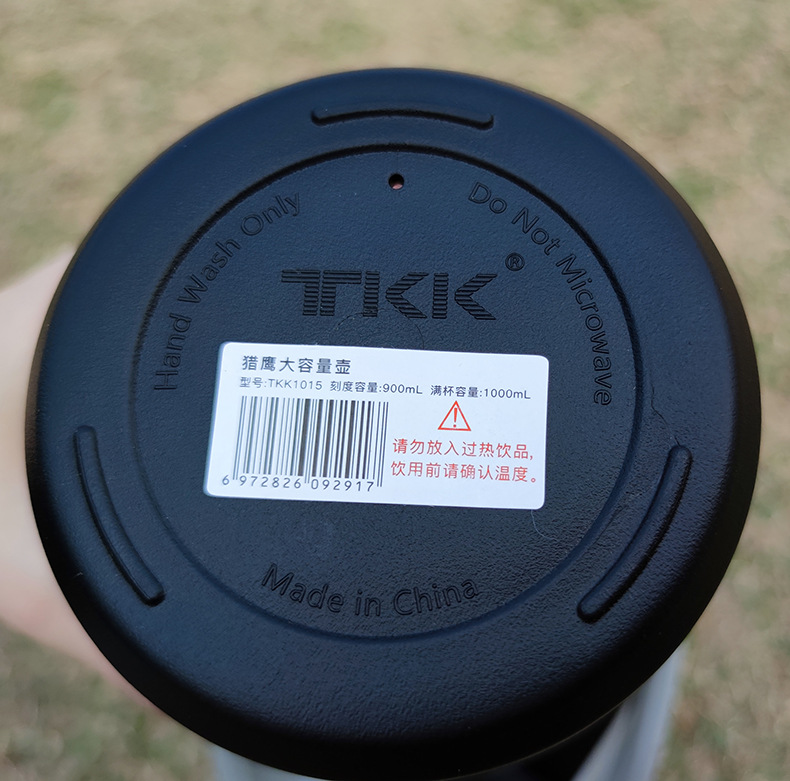 Hand Wash Only
Do Not Microwave
TKK®
猎鹰大容量壶
型号:TKK1015 刻度容量:900mL 满杯容量:1000mL
请勿放入过热饮品,
饮用前请确认温度。
6 972826 092917
Made in China